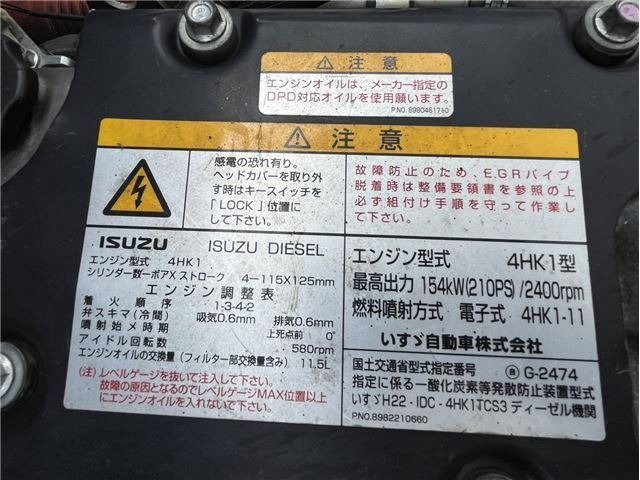 注意
エンジンオイルは、メーカー指定の
DPD対応オイルを使用願います。
P.NO.8980461710
注意
感電の恐れ有り。
ヘッドカバーを取り外
す時はキースイッチを
「LOCK」位置に
して下さい。
故障防止のため、E.G.Rパイプ
脱着時は整備要領書を参照の上
必ず組付け手順を守って作業し
て下さい。
ISUZU ISUZU DIESEL
エンジン型式 4HK1
シリンダー数ーボアXストローク 4-115X125mm
エンジン調整表
着火順序 1-3-4-2
弁スキマ(冷間) 吸気0.6mm 排気0.6mm
噴射始メ時期 上死点前 0°
アイドル回転数 580rpm
エンジンオイルの交換量(フィルター部交換含み) 11.5L
(注)レベルゲージを抜いて注入して下さい。
故障の原因となるのでレベルゲージMAX位置以上
にエンジンオイルを入れないで下さい。
エンジン型式 4HK1型
最高出力 154kW(210PS)/2400rpm
燃料噴射方式 電子式 4HK1-11
いすゞ自動車株式会社
国土交通省型式指定番号 G-2474
指定に係る一酸化炭素等発散防止装置型式
いすゞH22-IDC-4HK1TCS3 ディーゼル機関
P.NO.8982210660